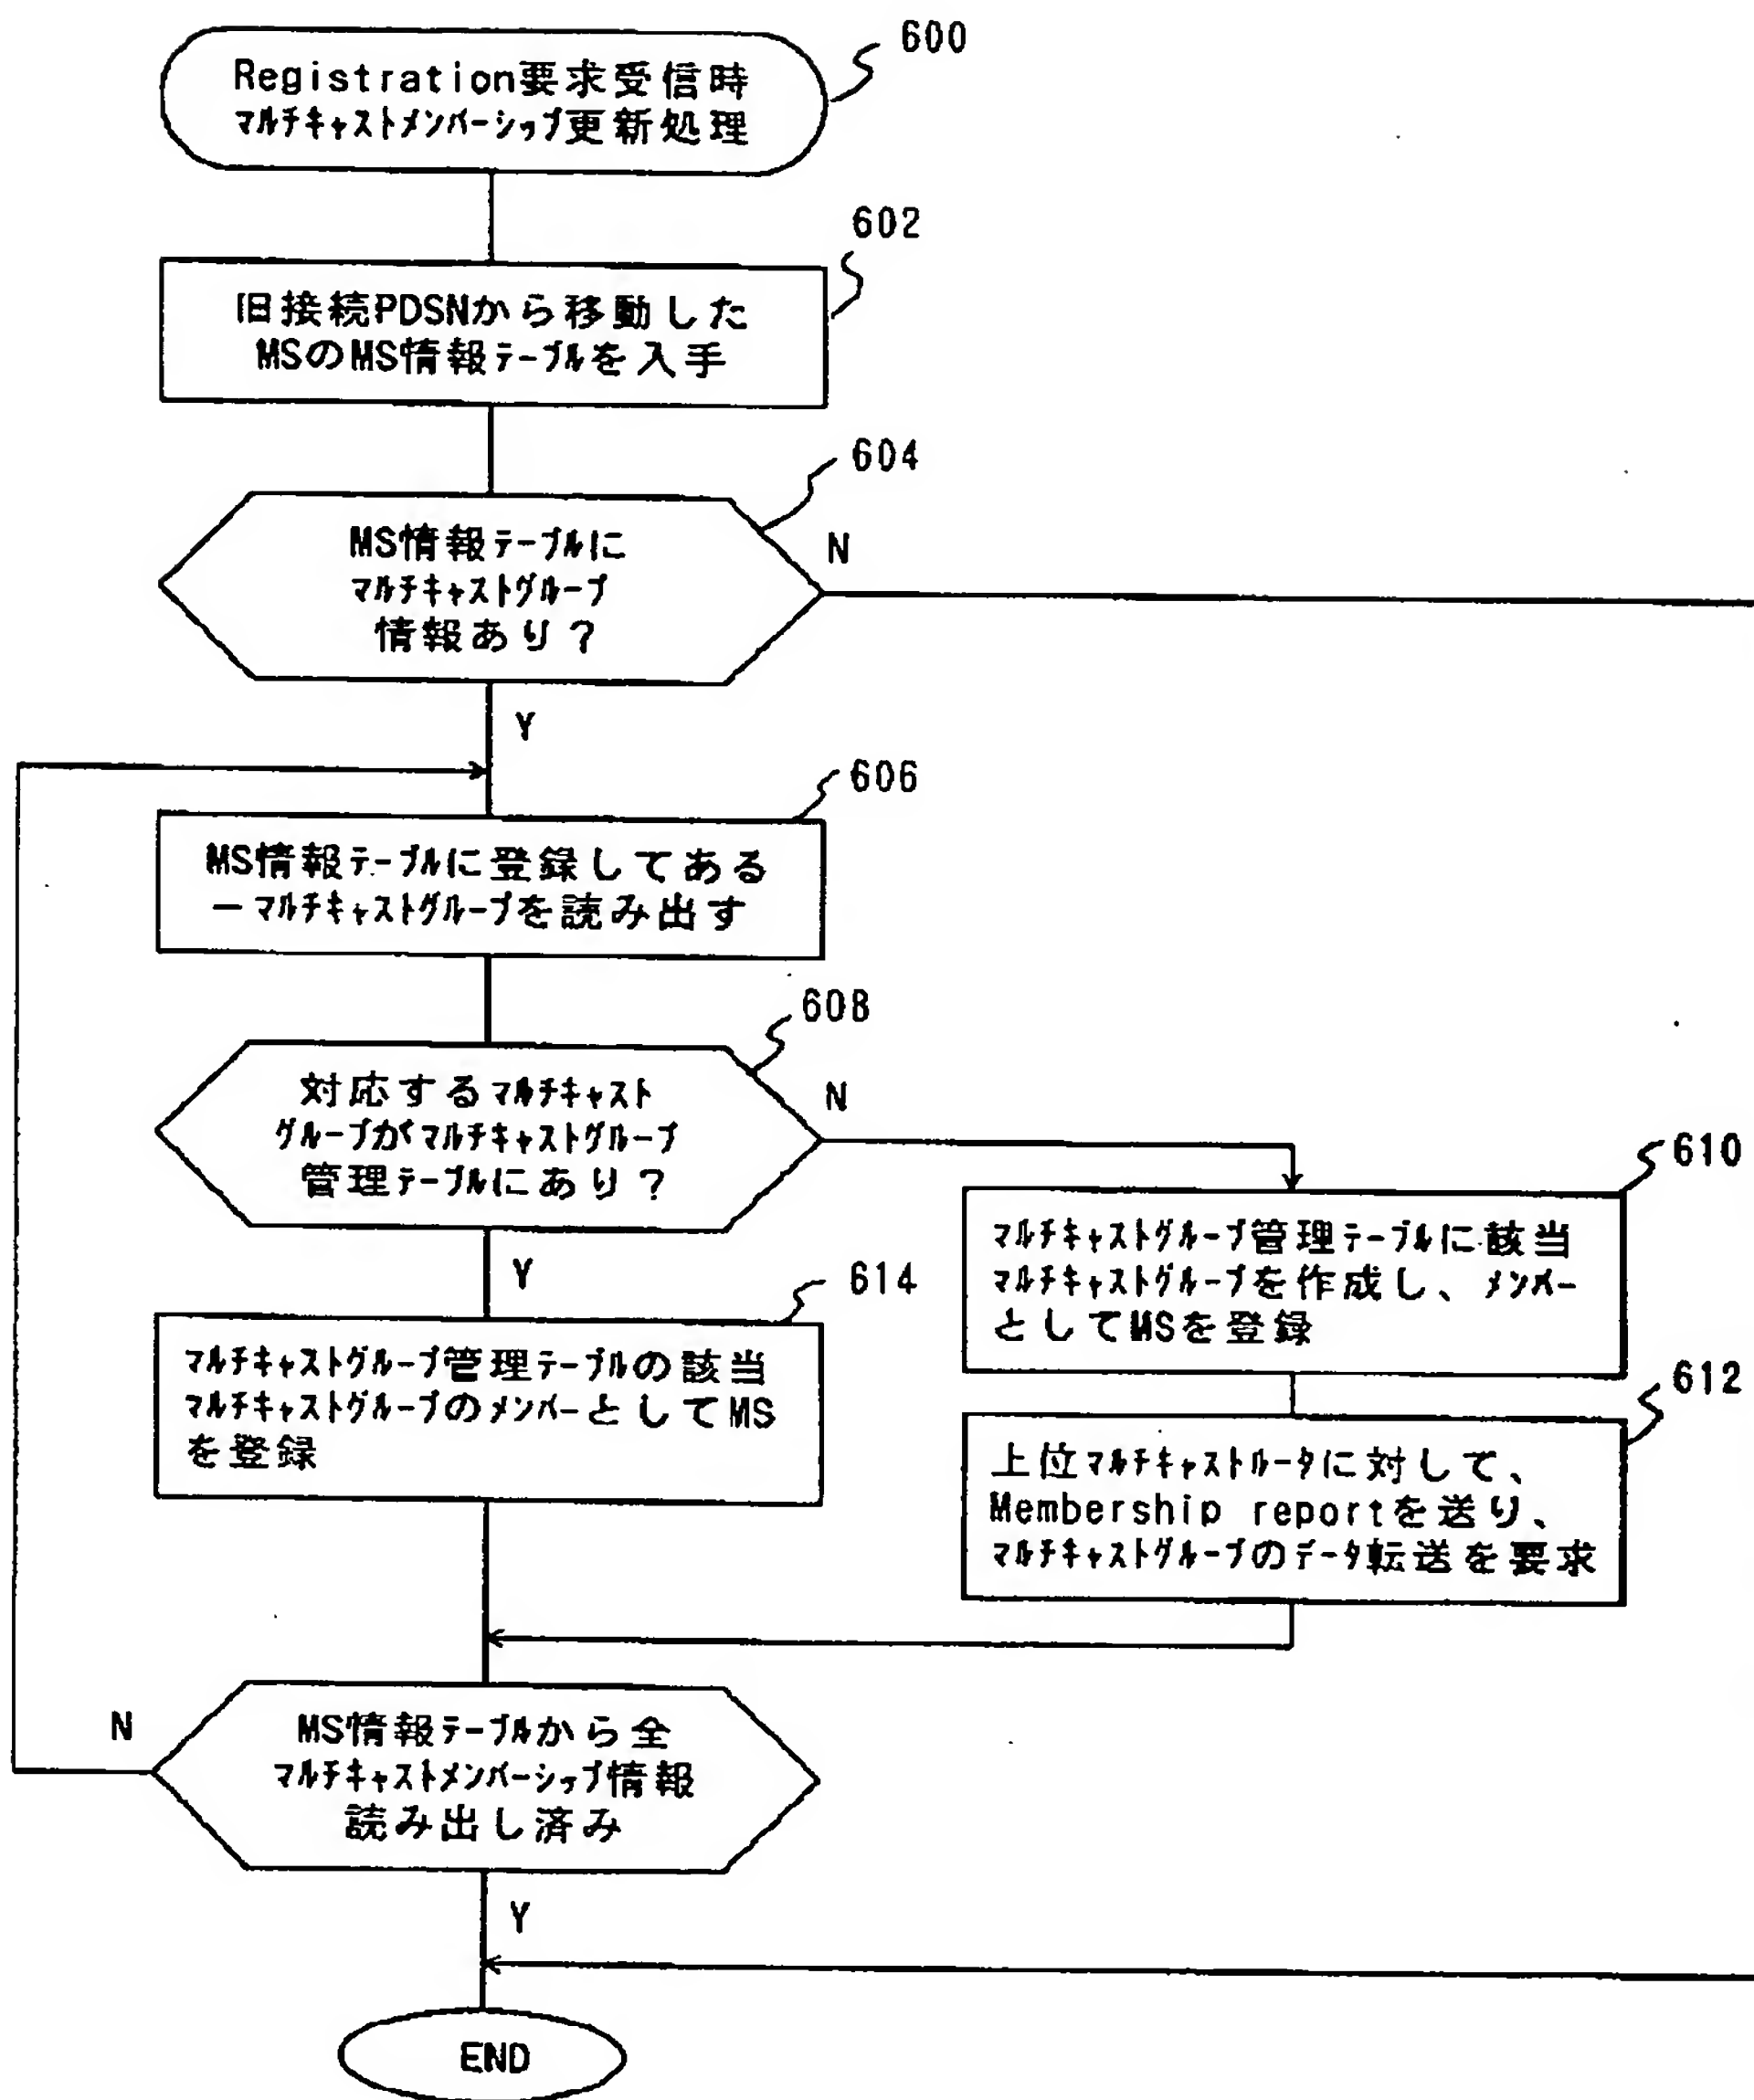 600
Registration要求受信時
マルチキャストメンバーシップ更新処理
602
旧接続PDSNから移動した
MSのMS情報テーブルを入手
604
MS情報テーブルに
マルチキャストグループ
情報あり?
N
Y
606
MS情報テーブルに登録してある
一マルチキャストグループを読み出す
608
対応するマルチキャスト
グループがマルチキャストグループ
管理テーブルにあり?
N
Y
610
マルチキャストグループ管理テーブルに該当
マルチキャストグループを作成し、メンバー
としてMSを登録
614
マルチキャストグループ管理テーブルの該当
マルチキャストグループのメンバーとしてMS
を登録
612
上位マルチキャストルータに対して、
Membership reportを送り、
マルチキャストグループのデータ転送を要求
N
MS情報テーブルから全
マルチキャストメンバーシップ情報
読み出し済み
Y
END